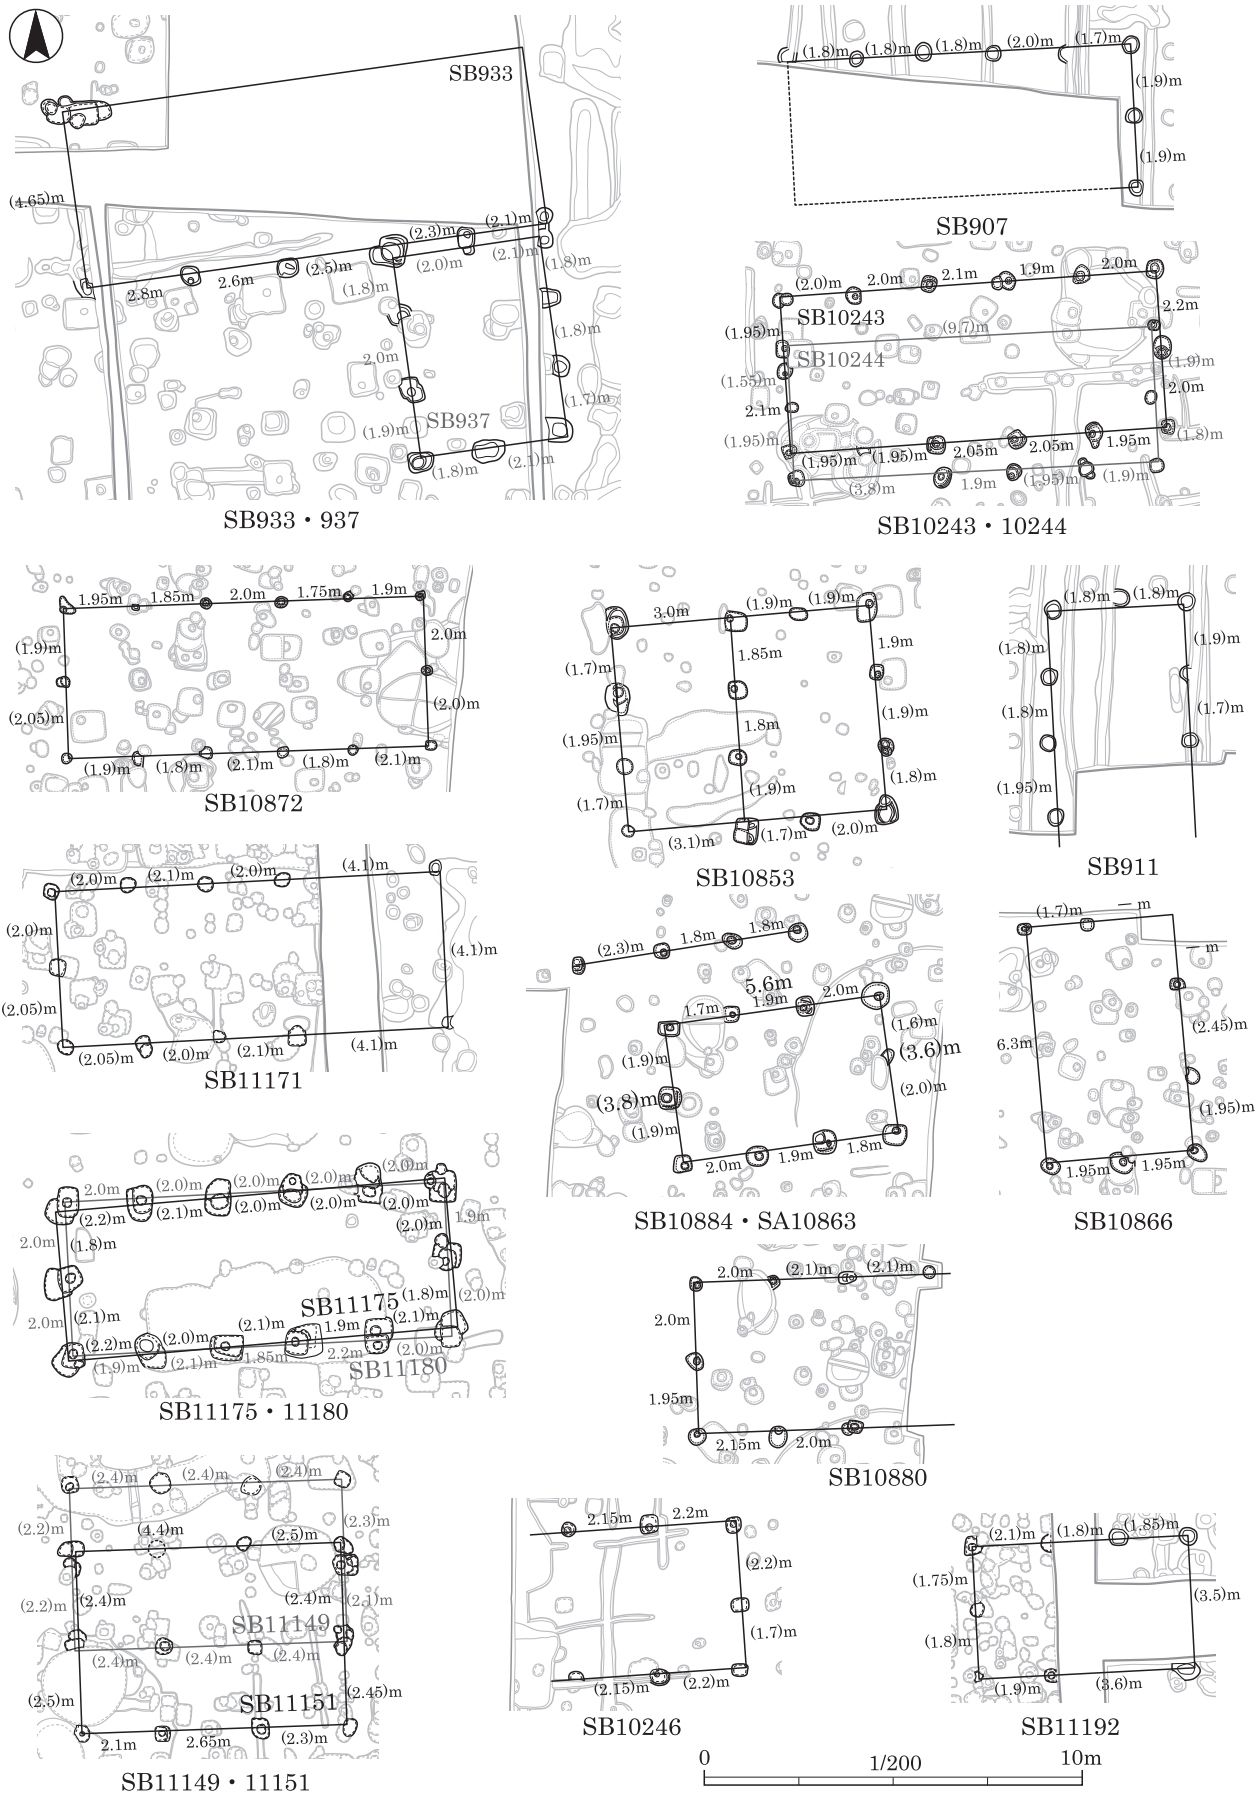 SB933
(4.65)m
2.8m
2.6m
(2.5)m
(2.3)m
(2.1)m
(2.0)m
(2.1)m
(1.8)m
(1.8)m
(1.8)m
2.0m
(1.7)m
(1.9)m
SB937
(1.8)m
(2.1)m
SB933・937
(1.8)m
(1.8)m
(1.8)m
(2.0)m
(1.7)m
(1.9)m
(1.9)m
SB907
(2.0)m
2.0m
2.1m
1.9m
2.0m
SB10243
2.2m
(1.95)m
(9.7)m
SB10244
(1.9)m
(1.55)m
2.0m
2.1m
(1.95)m
(1.8)m
(1.95)m
(1.95)m
2.05m
2.05m
1.95m
(3.8)m
1.9m
(1.95)m
(1.9)m
SB10243・10244
1.95m
1.85m
2.0m
1.75m
1.9m
(1.9)m
2.0m
(2.05)m
(2.0)m
(1.9)m
(1.8)m
(2.1)m
(1.8)m
(2.1)m
SB10872
3.0m
(1.9)m
(1.9)m
(1.7)m
1.85m
1.9m
(1.95)m
1.8m
(1.9)m
(1.7)m
(1.9)m
(1.8)m
(3.1)m
(1.7)m
(2.0)m
SB10853
(1.8)m
(1.8)m
(1.8)m
(1.9)m
(1.8)m
(1.7)m
(1.95)m
SB911
(2.0)m
(2.1)m
(2.0)m
(4.1)m
(2.0)m
(4.1)m
(2.05)m
(2.05)m
(2.0)m
(2.1)m
(4.1)m
SB11171
(2.3)m
1.8m
1.8m
5.6m
1.7m
1.9m
2.0m
(1.9)m
(1.6)m
(3.6)m
(3.8)m
(2.0)m
(1.9)m
2.0m
1.9m
1.8m
SB10884・SA10863
(1.7)m
— m
— m
6.3m
(2.45)m
(1.95)m
1.95m
1.95m
SB10866
2.0m
(2.0)m
(2.0)m
(2.0)m
(2.0)m
(2.2)m
(2.1)m
(2.0)m
(2.0)m
(2.0)m
2.0m
(1.8)m
(2.0)m
1.9m
2.0m
(2.1)m
SB11175
(1.8)m
(2.0)m
(2.2)m
(2.0)m
(2.1)m
1.9m
(2.1)m
(1.9)m
(2.1)m
1.85m
2.2m
(2.0)m
SB11180
SB11175・11180
2.0m
(2.1)m
(2.1)m
2.0m
1.95m
2.15m
2.0m
SB10880
(2.4)m
(2.4)m
(2.4)m
(2.2)m
(4.4)m
(2.5)m
(2.3)m
(2.2)m
(2.4)m
(2.4)m
(2.1)m
SB11149
(2.4)m
(2.4)m
(2.4)m
(2.5)m
SB11151
(2.45)m
2.1m
2.65m
(2.3)m
SB11149・11151
2.15m
2.2m
(2.2)m
(1.7)m
(2.15)m
(2.2)m
SB10246
(2.1)m
(1.8)m
(1.85)m
(1.75)m
(3.5)m
(1.8)m
(1.9)m
(3.6)m
SB11192
0
1/200
10m